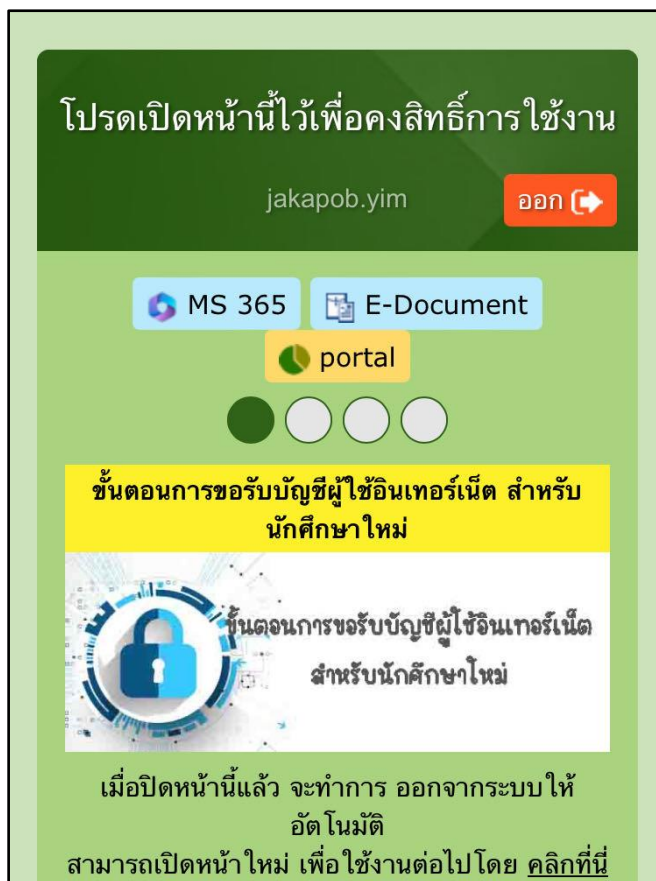 โปรดเปิดหน้านี้ไว้เพื่อคงสิทธิ์การใช้งาน
jakapob.yim
ออก
MS 365
E-Document
portal
ขั้นตอนการขอรับบัญชีผู้ใช้อินเทอร์เน็ต สำหรับ
นักศึกษาใหม่
ขั้นตอนการขอรับบัญชีผู้ใช้อินเทอร์เน็ต
สำหรับนักศึกษาใหม่
เมื่อปิดหน้านี้แล้ว จะทำการ ออกจากระบบให้
อัตโนมัติ
สามารถเปิดหน้าใหม่ เพื่อใช้งานต่อไปโดย คลิกที่นี่